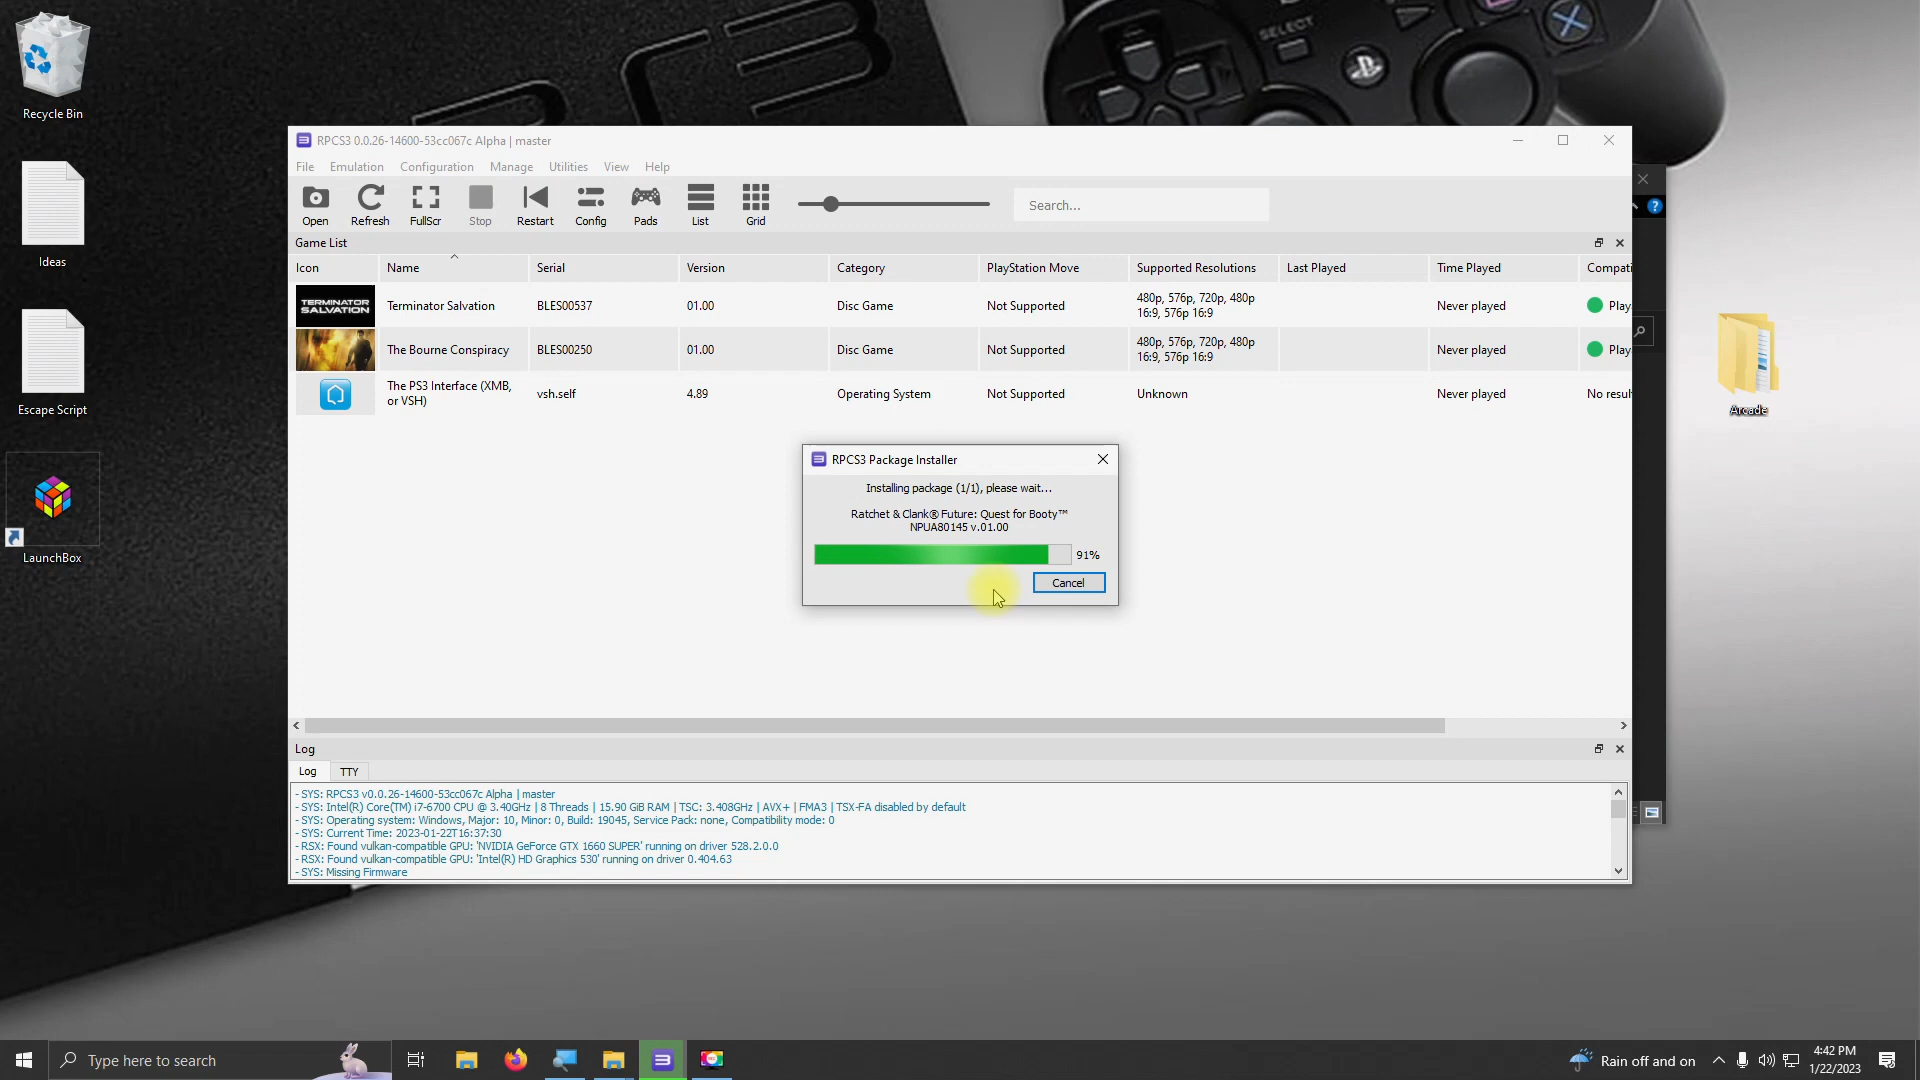 SELECT
Recycle Bin
Ideas
Escape Script
LaunchBox
Arcade
RPCS3 0.0.26-14600-53cc067c Alpha | master
File Emulation Configuration Manage Utilities View Help
Open Refresh FullScr Stop Restart Config Pads List Grid Search...
Game List
Icon Name Serial Version Category PlayStation Move Supported Resolutions Last Played Time Played Compati
TERMINATOR
SALVATION
Terminator Salvation BLES00537 01.00 Disc Game Not Supported 480p, 576p, 720p, 480p
16:9, 576p 16:9
Never played Play
The Bourne Conspiracy BLES00250 01.00 Disc Game Not Supported 480p, 576p, 720p, 480p
16:9, 576p 16:9
Never played Play
The PS3 Interface (XMB,
or VSH)
vsh.self 4.89 Operating System Not Supported Unknown Never played No resul
RPCS3 Package Installer
Installing package (1/1), please wait...
Ratchet & Clank® Future: Quest for Booty™
NPUA80145 v.01.00
91%
Cancel
Log
Log TTY
- SYS: RPCS3 v0.0.26-14600-53cc067c Alpha | master
- SYS: Intel(R) Core(TM) i7-6700 CPU @ 3.40GHz | 8 Threads | 15.90 GiB RAM | TSC: 3.408GHz | AVX+ | FMA3 | TSX-FA disabled by default
- SYS: Operating system: Windows, Major: 10, Minor: 0, Build: 19045, Service Pack: none, Compatibility mode: 0
- SYS: Current Time: 2023-01-22T16:37:30
- RSX: Found vulkan-compatible GPU: 'NVIDIA GeForce GTX 1660 SUPER' running on driver 528.2.0.0
- RSX: Found vulkan-compatible GPU: 'Intel(R) HD Graphics 530' running on driver 0.404.63
- SYS: Missing Firmware
Type here to search
Rain off and on
4:42 PM
1/22/2023